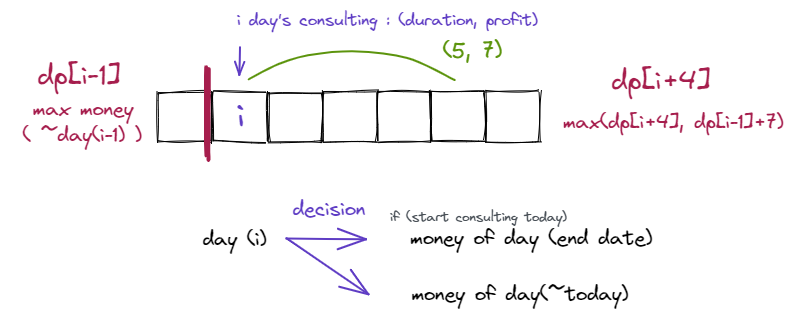 i day's consulting : (duration, profit)
(5, 7)
dp[i-1]
max money
( ~day(i-1) )
i
dp[i+4]
max(dp[i+4], dp[i-1]+7)
decision
if (start consulting today)
day (i)
money of day (end date)
money of day(~today)